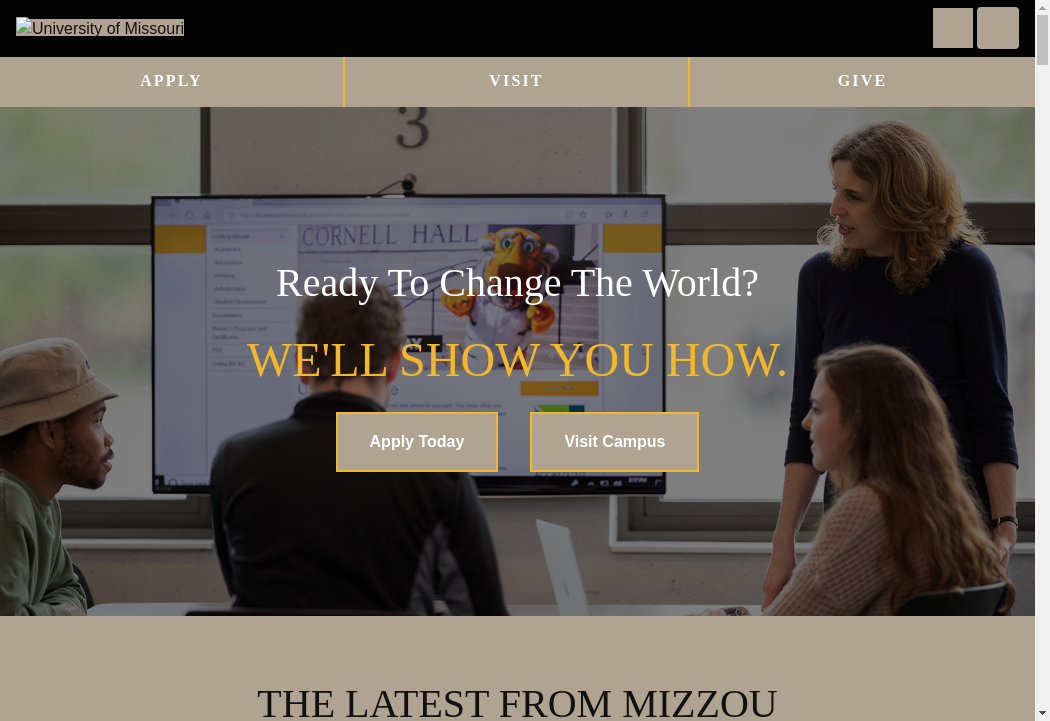 University of Missouri
APPLY
VISIT
GIVE
3
CORNELL HALL
Ready To Change The World?
WE'LL SHOW YOU HOW.
Apply Today
Visit Campus
THE LATEST FROM MIZZOU